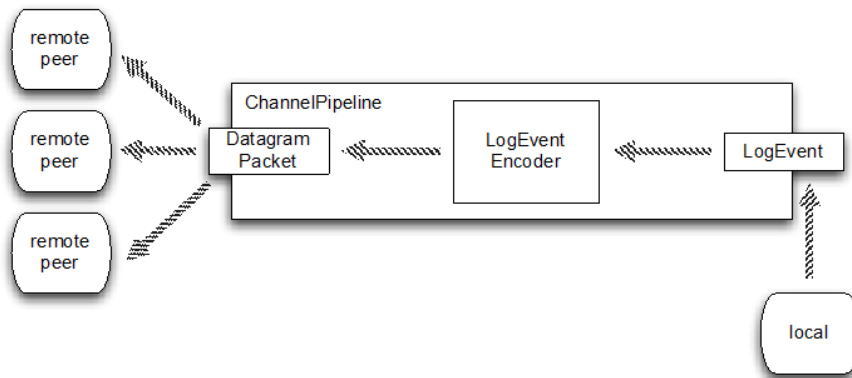 remote
peer
ChannelPipeline
remote
peer
Datagram
Packet
LogEvent
Encoder
LogEvent
remote
peer
local